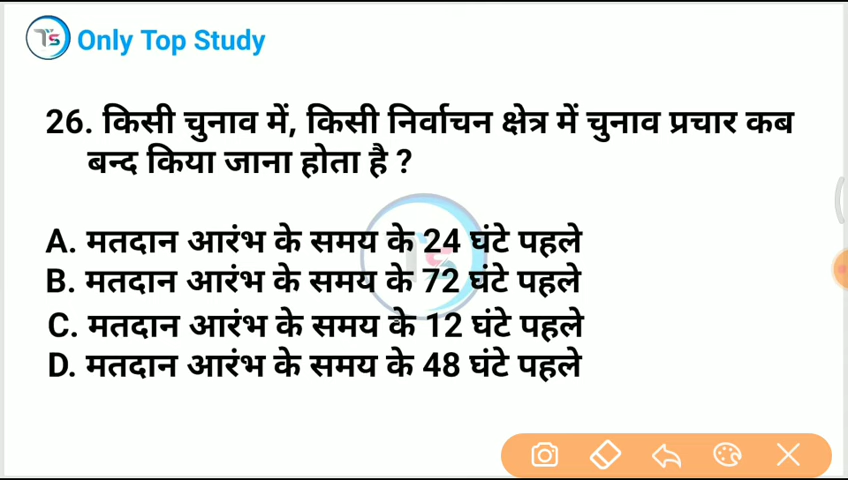 TS Only Top Study
26. किसी चुनाव में, किसी निर्वाचन क्षेत्र में चुनाव प्रचार कब
बन्द किया जाना होता है ?
A. मतदान आरंभ के समय के 24 घंटे पहले
B. मतदान आरंभ के समय के 72 घंटे पहले
C. मतदान आरंभ के समय के 12 घंटे पहले
D. मतदान आरंभ के समय के 48 घंटे पहले